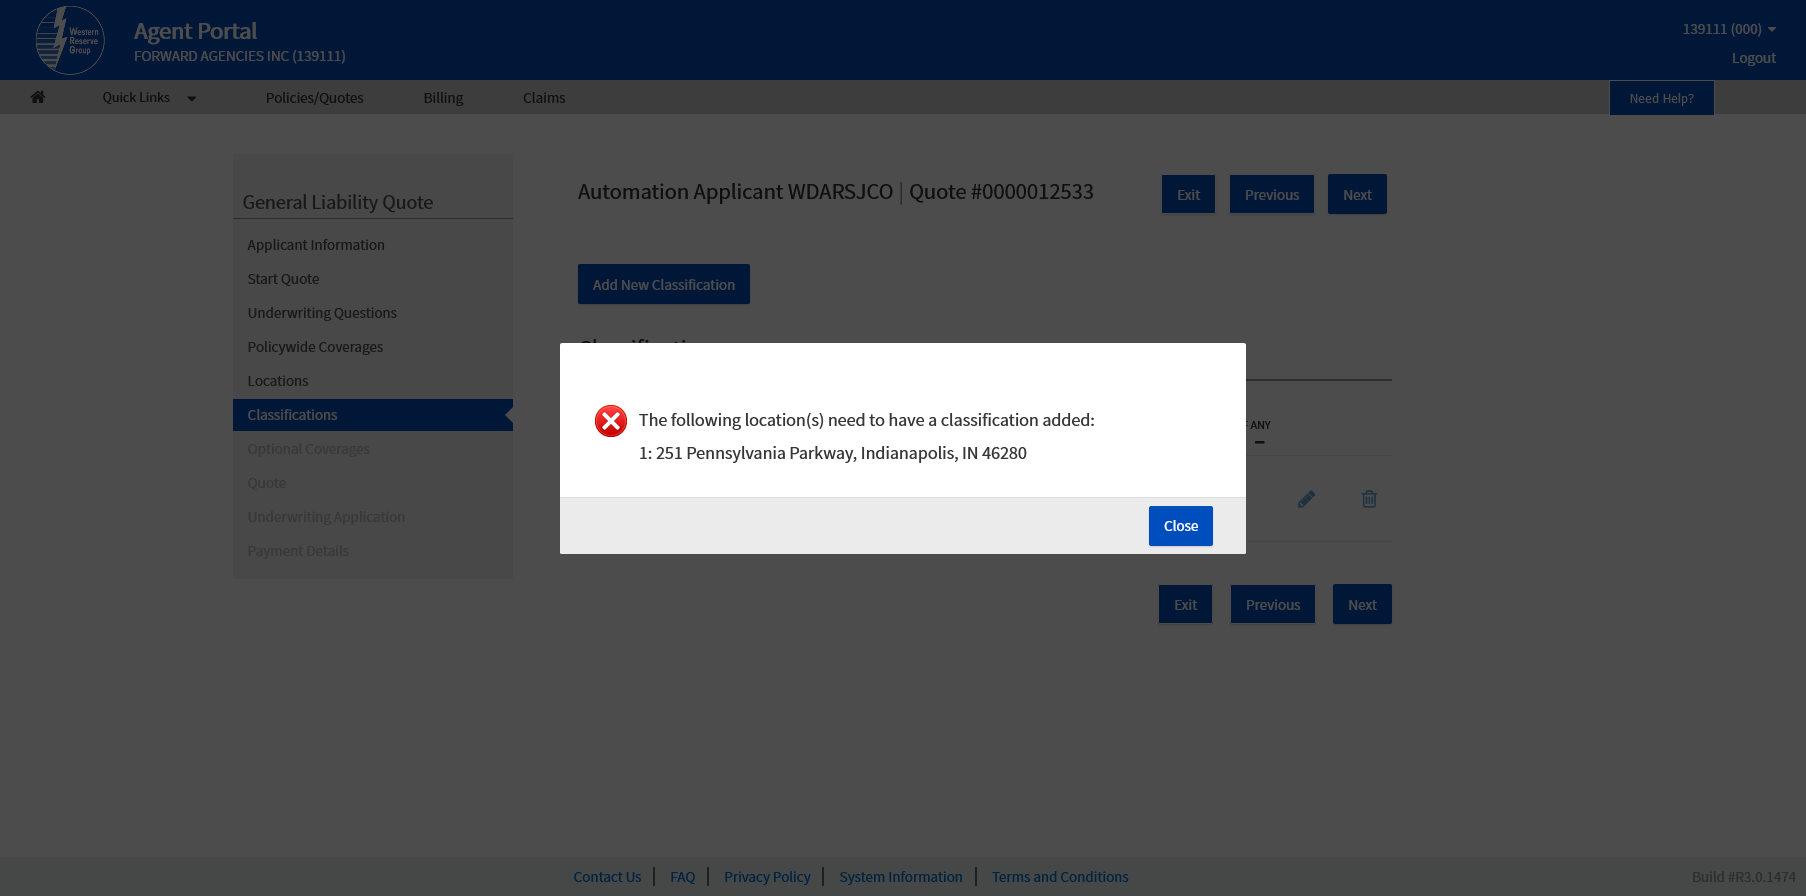 Western
Reserve
Group
Agent Portal
FORWARD AGENCIES INC (139111)
139111 (000)
Logout
Quick Links
Policies/Quotes
Billing
Claims
Need Help?
General Liability Quote
Applicant Information
Start Quote
Underwriting Questions
Policywide Coverages
Locations
Classifications
Optional Coverages
Quote
Underwriting Application
Payment Details
Automation Applicant WDARSJCO | Quote #0000012533
Exit
Previous
Next
Add New Classification
ANY
The following location(s) need to have a classification added:
1: 251 Pennsylvania Parkway, Indianapolis, IN 46280
Close
Exit
Previous
Next
Contact Us
FAQ
Privacy Policy
System Information
Terms and Conditions
Build #R3.0.1474